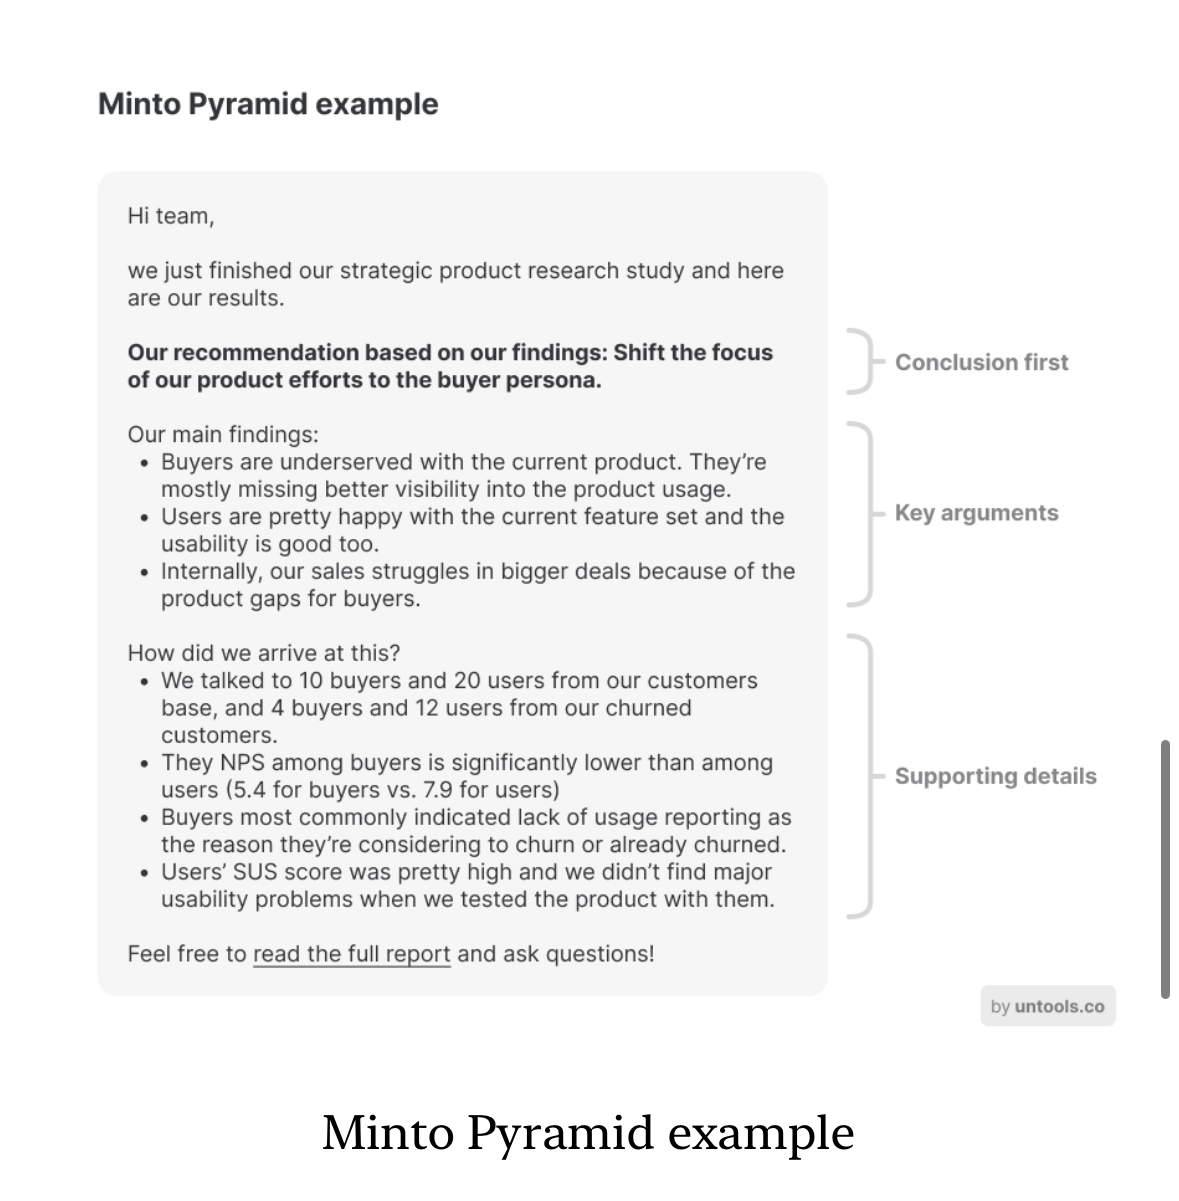 Minto Pyramid example
Hi team,
we just finished our strategic product research study and here
are our results.
Our recommendation based on our findings: Shift the focus
of our product efforts to the buyer persona.
Conclusion first
Our main findings:
• Buyers are underserved with the current product. They’re
mostly missing better visibility into the product usage.
• Users are pretty happy with the current feature set and the
usability is good too.
• Internally, our sales struggles in bigger deals because of the
product gaps for buyers.
Key arguments
How did we arrive at this?
• We talked to 10 buyers and 20 users from our customers
base, and 4 buyers and 12 users from our churned
customers.
• They NPS among buyers is significantly lower than among
users (5.4 for buyers vs. 7.9 for users)
• Buyers most commonly indicated lack of usage reporting as
the reason they’re considering to churn or already churned.
• Users’ SUS score was pretty high and we didn’t find major
usability problems when we tested the product with them.
Supporting details
Feel free to read the full report and ask questions!
by untools.co
Minto Pyramid example